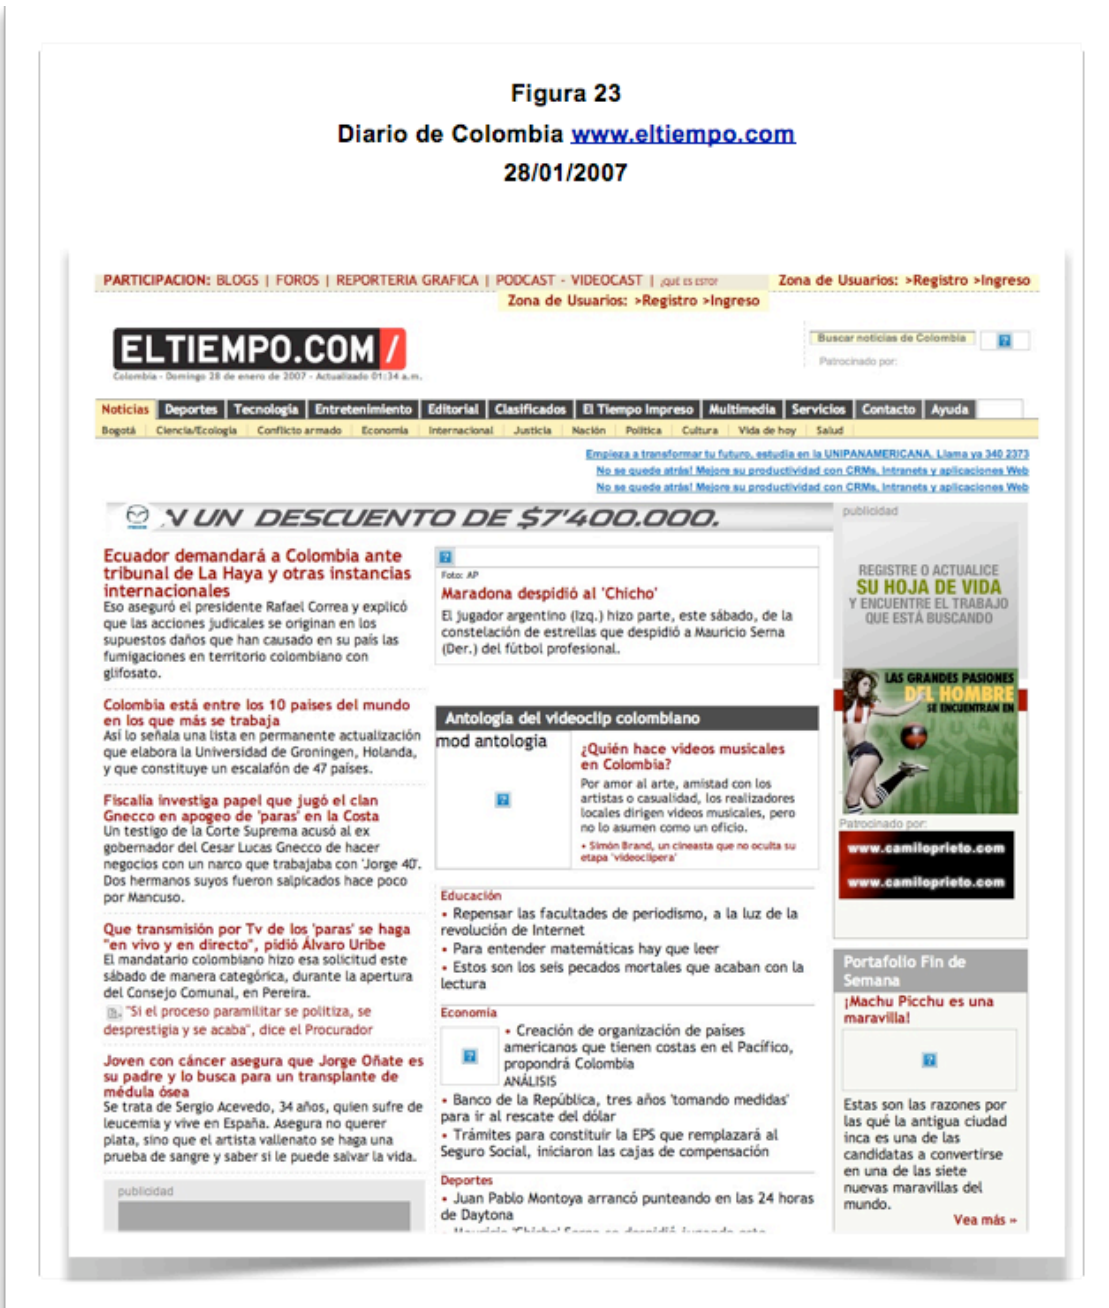 Figura 23
Diario de Colombia www.eltiempo.com
28/01/2007
PARTICIPACION: BLOGS | FOROS | REPORTERIA GRAFICA | PODCAST - VIDEOCAST | ¿QUÉ ES ESTO?
Zona de Usuarios: >Registro >Ingreso
Zona de Usuarios: >Registro >Ingreso
ELTIEMPO.COM/
Colombia - Domingo 28 de enero de 2007 - Actualizado 01:34 a.m.
Buscar noticias de Colombia
Patrocinado por:
Noticias Deportes Tecnología Entretenimiento Editorial Clasificados El Tiempo Impreso Multimedia Servicios Contacto Ayuda
Bogotá Ciencia/Ecología Conflicto armado Economía Internacional Justicia Nación Política Cultura Vida de hoy Salud
Empieza a transformar tu futuro, estudia en la UNIPANAMERICANA. Llama ya 340 2373
No se quede atrás! Mejore su productividad con CRMs, Intranets y aplicaciones Web
No se quede atrás! Mejore su productividad con CRMs, Intranets y aplicaciones Web
N UN DESCUENTO DE $7'400.000.
Ecuador demandará a Colombia ante
tribunal de La Haya y otras instancias
internacionales
Eso aseguró el presidente Rafael Correa y explicó
que las acciones judiciales se originan en los
supuestos daños que han causado en su país las
fumigaciones en territorio colombiano con
glifosato.
Colombia está entre los 10 países del mundo
en los que más se trabaja
Así lo señala una lista en permanente actualización
que elabora la Universidad de Groningen, Holanda,
y que constituye un escalafón de 47 países.
Fiscalía investiga papel que jugó el clan
Gnecco en apogeo de 'paras' en la Costa
Un testigo de la Corte Suprema acusó al ex
gobernador del Cesar Lucas Gnecco de hacer
negocios con un narco que trabajaba con 'Jorge 40'.
Dos hermanos suyos fueron salpicados hace poco
por Mancuso.
Que transmisión por Tv de los 'paras' se haga
"en vivo y en directo", pidió Álvaro Uribe
El mandatario colombiano hizo esa solicitud este
sábado de manera categórica, durante la apertura
del Consejo Comunal, en Pereira.
"Si el proceso paramilitar se politiza, se
desprestigia y se acaba", dice el Procurador
Joven con cáncer asegura que Jorge Oñate es
su padre y lo busca para un transplante de
médula ósea
Se trata de Sergio Acevedo, 34 años, quien sufre de
leucemia y vive en España. Asegura no querer
plata, sino que el artista vallenato se haga una
prueba de sangre y saber si le puede salvar la vida.
publicidad
Foto: AP
Maradona despidió al 'Chicho'
El jugador argentino (Izq.) hizo parte, este sábado, de la
constelación de estrellas que despidió a Mauricio Serna
(Der.) del fútbol profesional.
Antología del videoclip colombiano
mod antologia
¿Quién hace videos musicales
en Colombia?
Por amor al arte, amistad con los
artistas o casualidad, los realizadores
locales dirigen videos musicales, pero
no lo asumen como un oficio.
• Simón Brand, un cineasta que no oculta su
etapa 'videoclipera'
Educación
• Repensar las facultades de periodismo, a la luz de la
revolución de Internet
• Para entender matemáticas hay que leer
• Estos son los seis pecados mortales que acaban con la
lectura
Economía
• Creación de organización de países
americanos que tienen costas en el Pacífico,
propondrá Colombia
ANÁLISIS
• Banco de la República, tres años 'tomando medidas'
para ir al rescate del dólar
• Trámites para constituir la EPS que remplazará al
Seguro Social, iniciaron las cajas de compensación
Deportes
• Juan Pablo Montoya arrancó punteando en las 24 horas
de Daytona
• Mauricio 'Chicho' Serna se despidió jugando
publicidad
REGISTRE O ACTUALICE
SU HOJA DE VIDA
Y ENCUENTRE EL TRABAJO
QUE ESTÁ BUSCANDO
LAS GRANDES PASIONES
DEL HOMBRE
SE ENCUENTRAN EN
Patrocinado por:
www.camiloprieto.com
www.camiloprieto.com
Portafolio Fin de
Semana
¡Machu Picchu es una
maravilla!
Estas son las razones por
las qué la antigua ciudad
inca es una de las
candidatas a convertirse
en una de las siete
nuevas maravillas del
mundo.
Vea más »